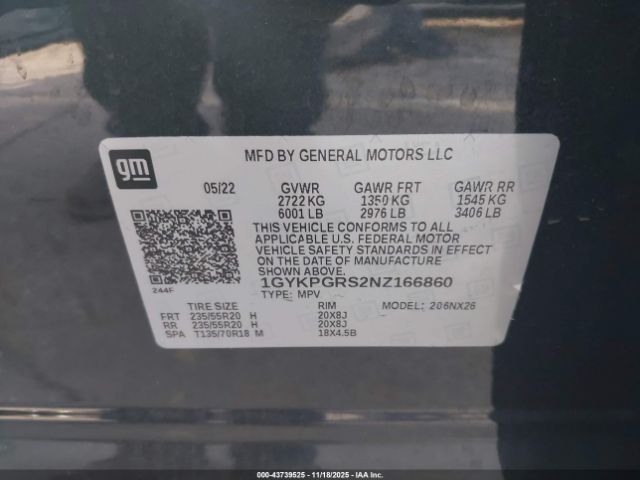 gm
MFD BY GENERAL MOTORS LLC
05/22 GVWR GAWR FRT GAWR RR
2722 KG 1350 KG 1545 KG
6001 LB 2976 LB 3406 LB
THIS VEHICLE CONFORMS TO ALL
APPLICABLE U.S. FEDERAL MOTOR
VEHICLE SAFETY STANDARDS IN EFFECT
ON THE DATE OF MANUFACTURE
SHOWN ABOVE.
1GYKPGRS2NZ166860
244F TYPE: MPV
TIRE SIZE RIM MODEL: 206NX26
FRT 235/55R20 H 20X8J
RR 235/55R20 H 20X8J
SPA T135/70R18 M 18X4.5B
000-43739525 - 11/18/2025 - IAA, Inc.